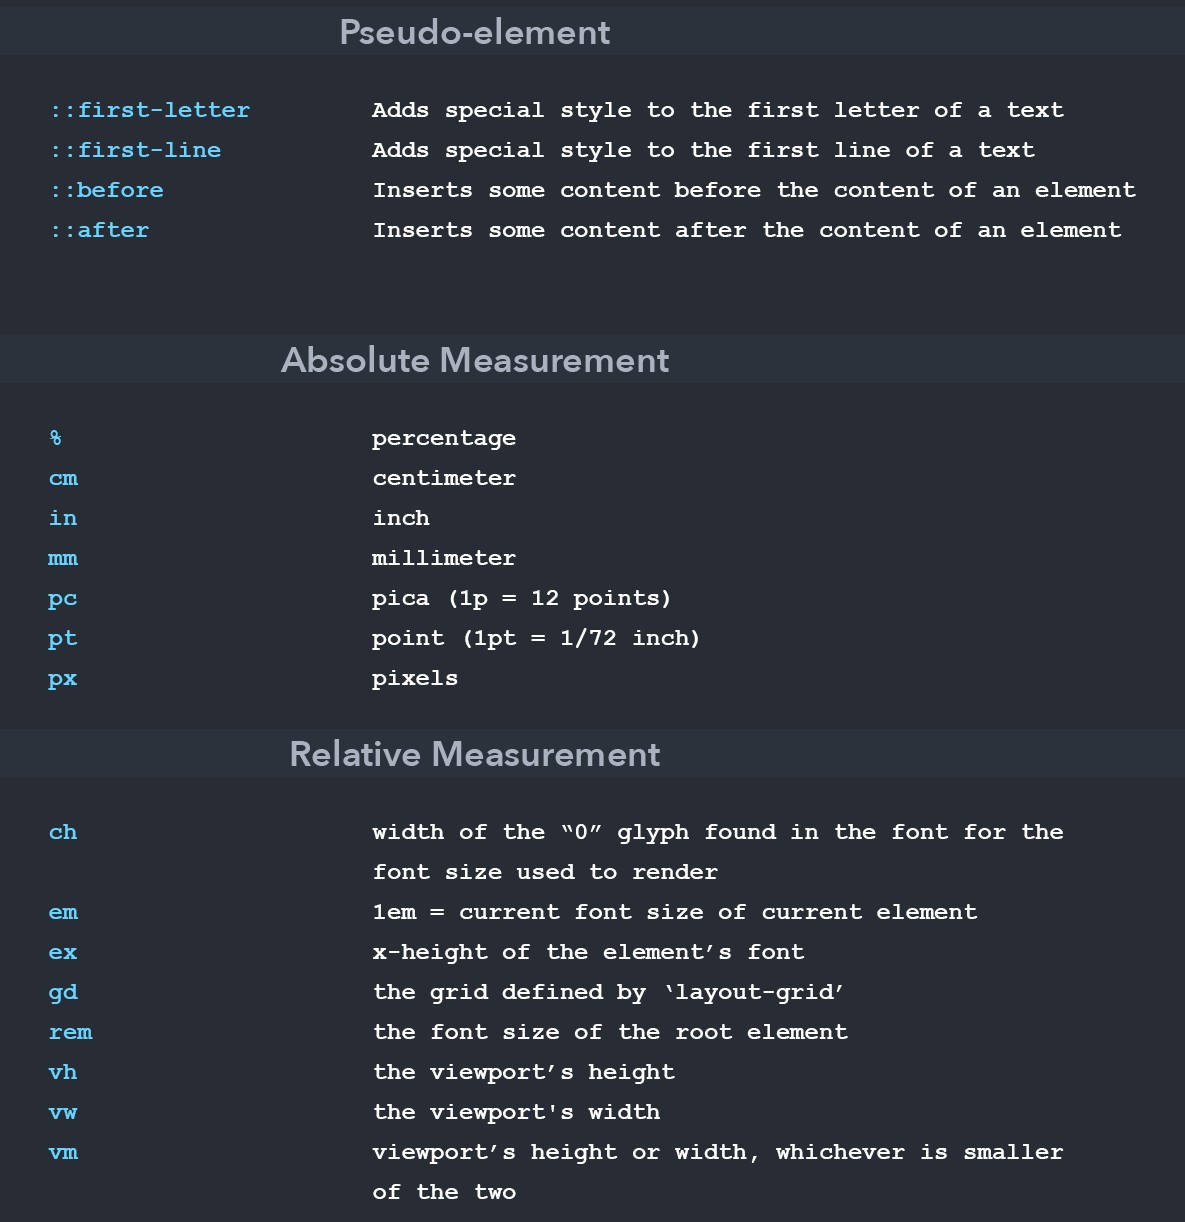 Pseudo-element
::first-letter Adds special style to the first letter of a text
::first-line Adds special style to the first line of a text
::before Inserts some content before the content of an element
::after Inserts some content after the content of an element
Absolute Measurement
% percentage
cm centimeter
in inch
mm millimeter
pc pica (1p = 12 points)
pt point (1pt = 1/72 inch)
px pixels
Relative Measurement
ch width of the “0” glyph found in the font for the
font size used to render
em 1em = current font size of current element
ex x-height of the element’s font
gd the grid defined by ‘layout-grid’
rem the font size of the root element
vh the viewport’s height
vw the viewport's width
vm viewport’s height or width, whichever is smaller
of the two